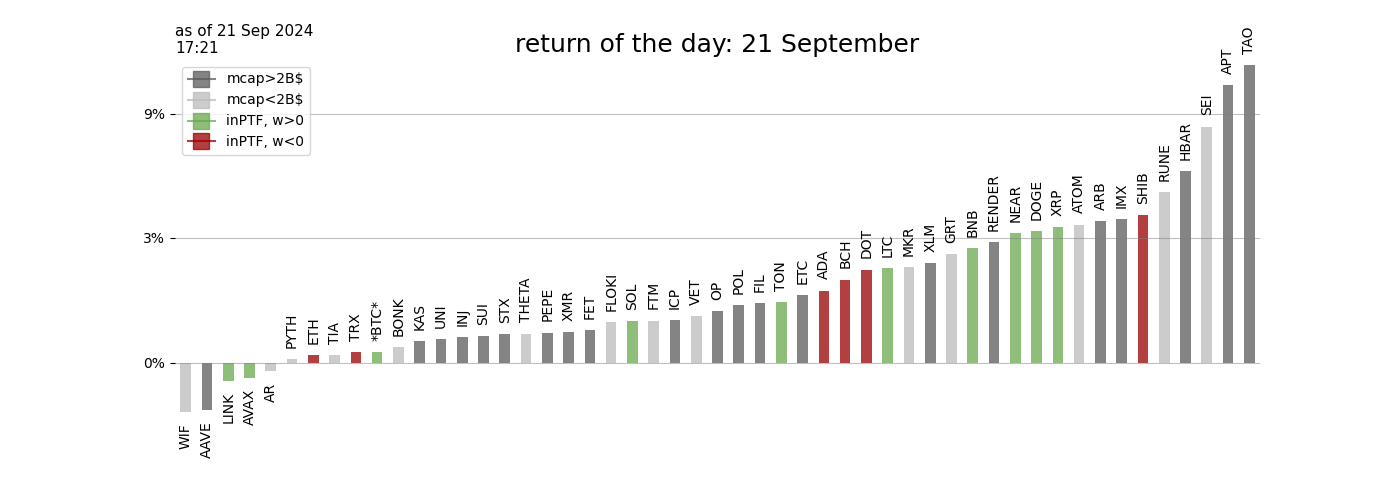 as of 21 Sep 2024
17:21
return of the day: 21 September
mcap>2B$
mcap<2B$
inPTF, w>0
inPTF, w<0
9%
3%
0%
WIF
AAVE
LINK
AVAX
AR
PYTH
ETH
TIA
TRX
*BTC*
BONK
KAS
UNI
INJ
SUI
STX
THETA
PEPE
XMR
FET
FLOKI
SOL
FTM
ICP
VET
OP
POL
FIL
TON
ETC
ADA
BCH
DOT
LTC
MKR
XLM
GRT
BNB
RENDER
NEAR
DOGE
XRP
ATOM
ARB
IMX
SHIB
RUNE
HBAR
SEI
APT
TAO